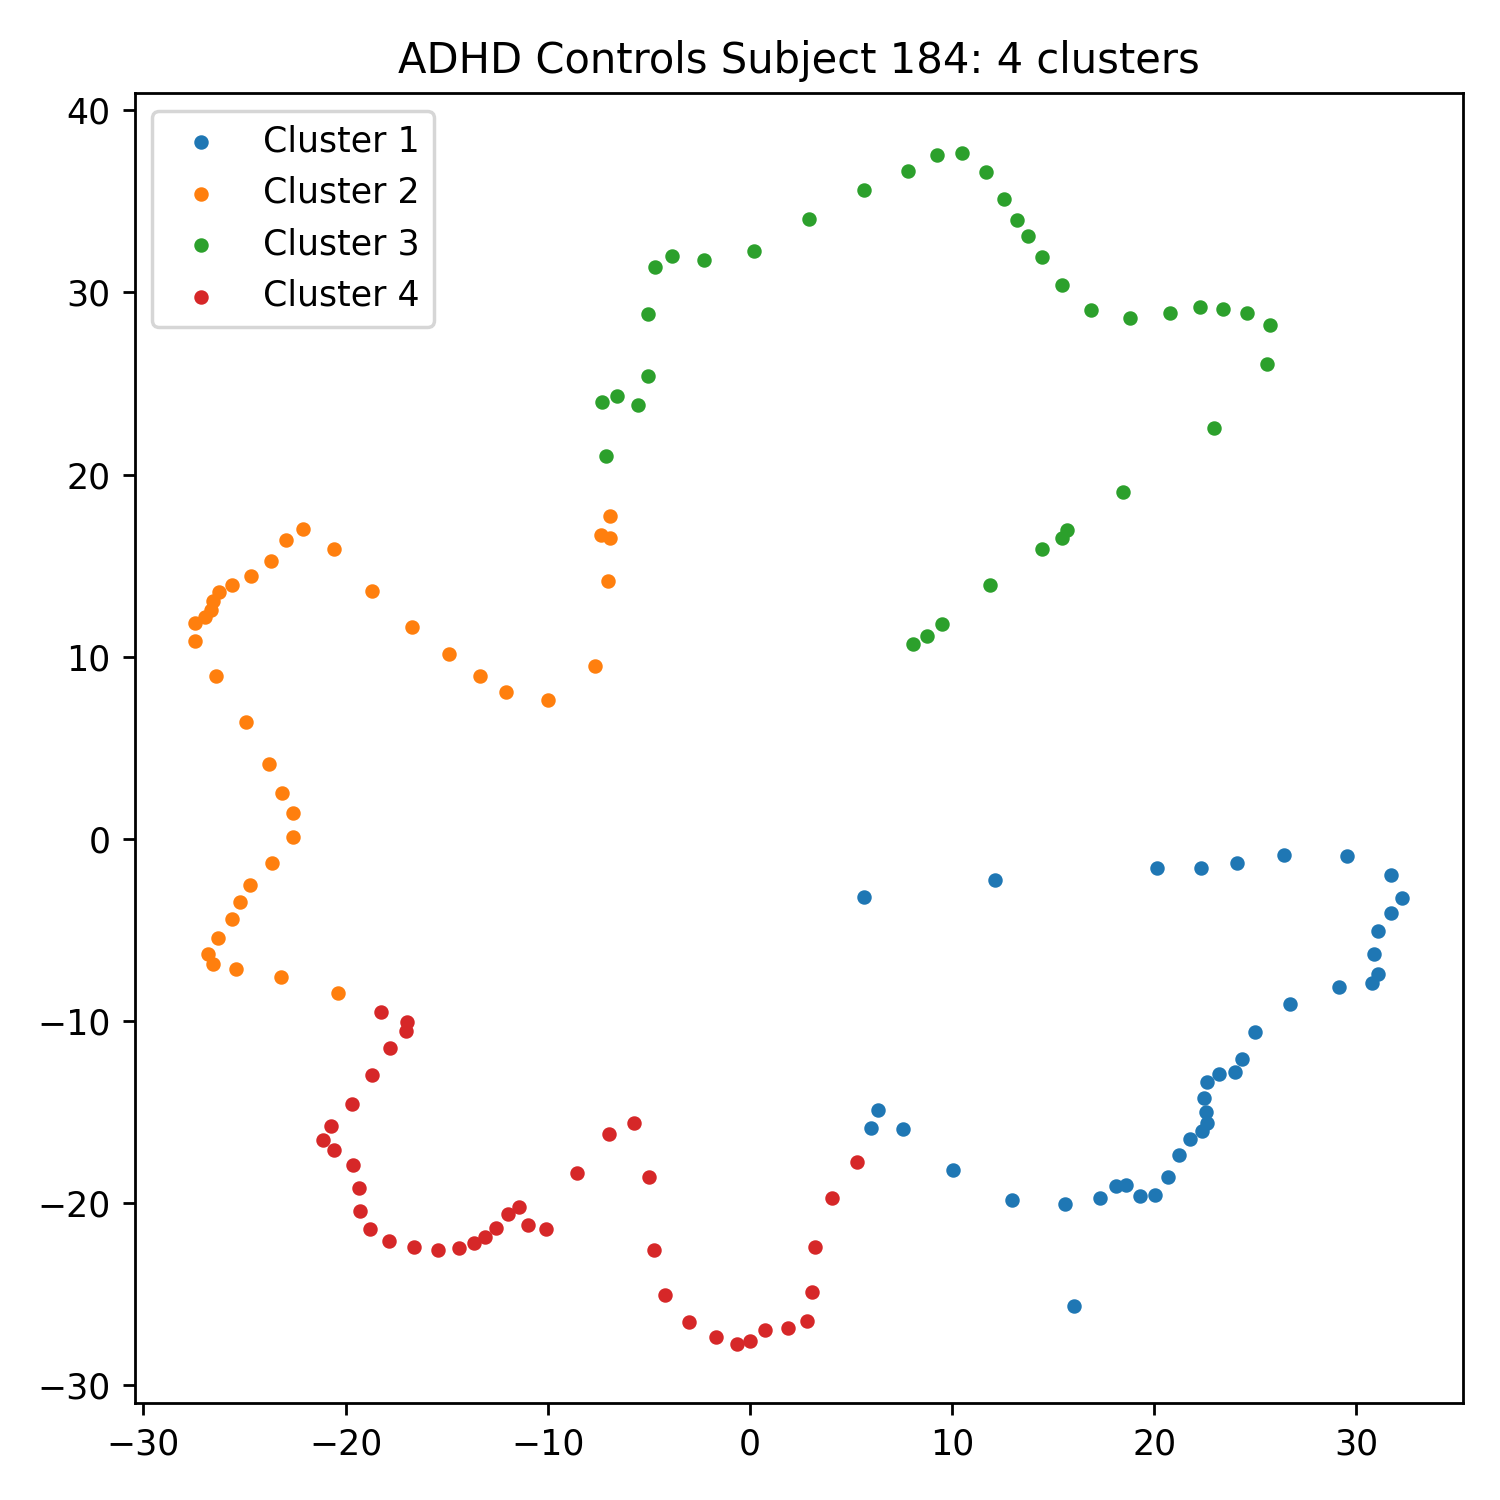 ADHD Controls Subject 184: 4 clusters
Cluster 1
Cluster 2
Cluster 3
Cluster 4
40
30
20
10
0
−10
−20
−30
−30 −20 −10 0 10 20 30